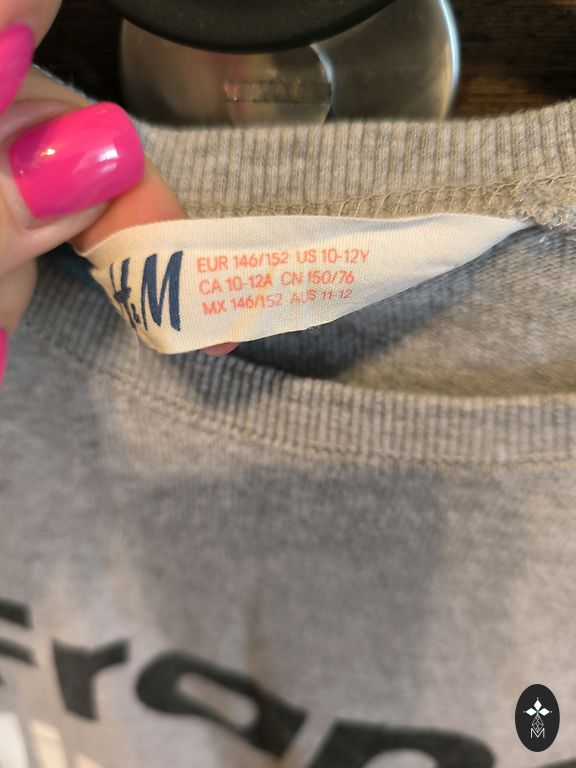 H&M
EUR 146/152 US 10-12Y
CA 10-12A CN 150/76
MX 146/152 AUS 11-12